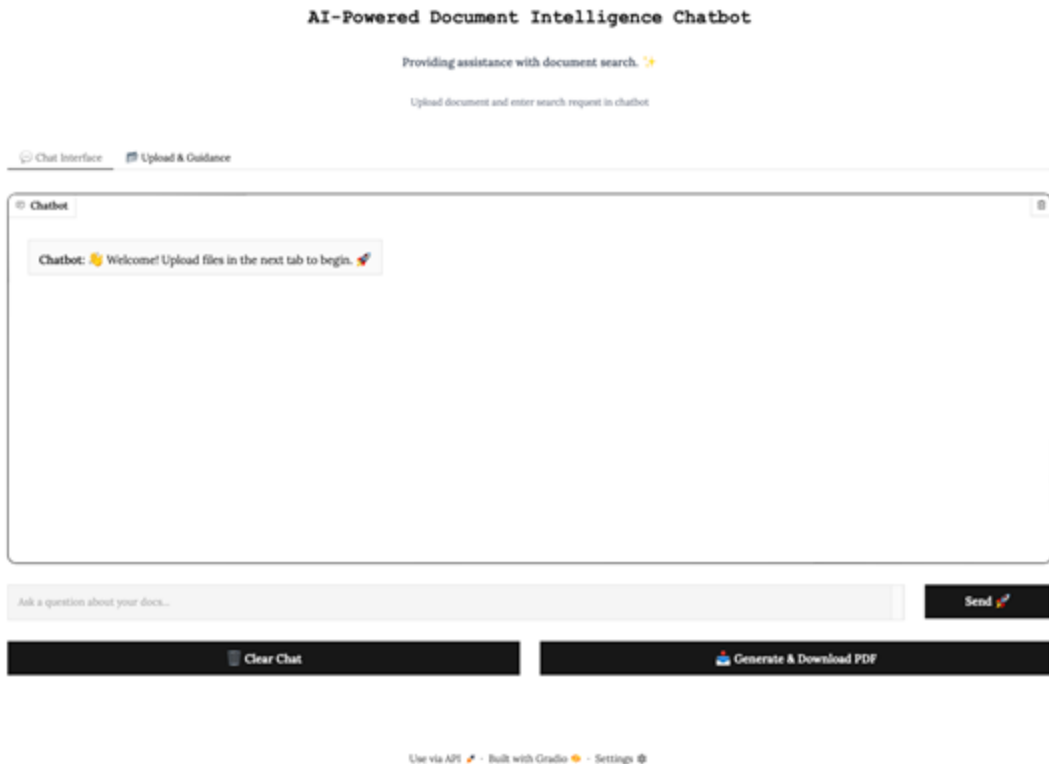 AI-Powered Document Intelligence Chatbot
Providing assistance with document search. ✨
Upload document and enter search request in chatbot
💬 Chat Interface 📁 Upload & Guidance
Chatbot
Chatbot: 👋 Welcome! Upload files in the next tab to begin. 🚀
Ask a question about your docs...
Send 🚀
🗑️ Clear Chat
📥 Generate & Download PDF
Use via API 🚀 · Built with Gradio · Settings ⚙